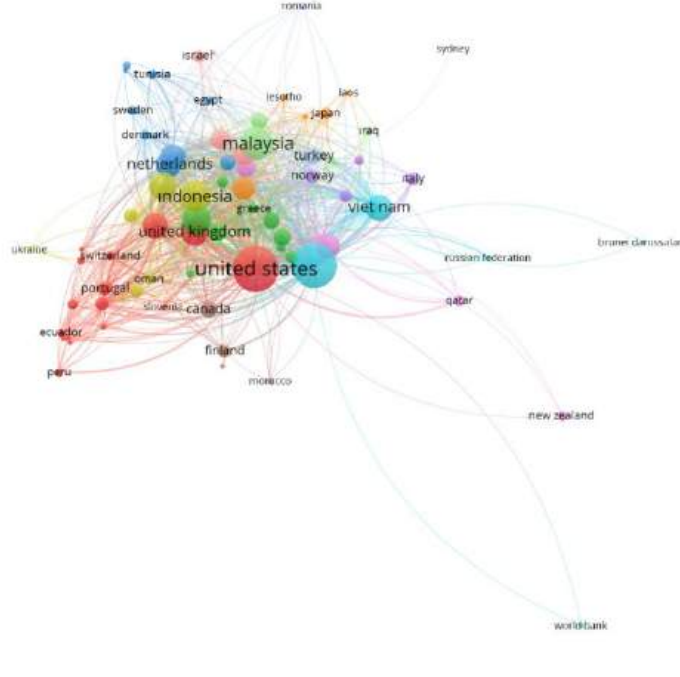 romania
sydney
israel
tunisia
laos
egypt
lesotho
sweden
japan
iraq
denmark
malaysia
turkey
netherlands
norway
italy
indonesia
viet nam
greece
united kingdom
brunei darussalam
ukraine
switzerland
russian federation
united states
oman
portugal
qatar
slovenia
canada
ecuador
finland
peru
morocco
new zealand
world bank